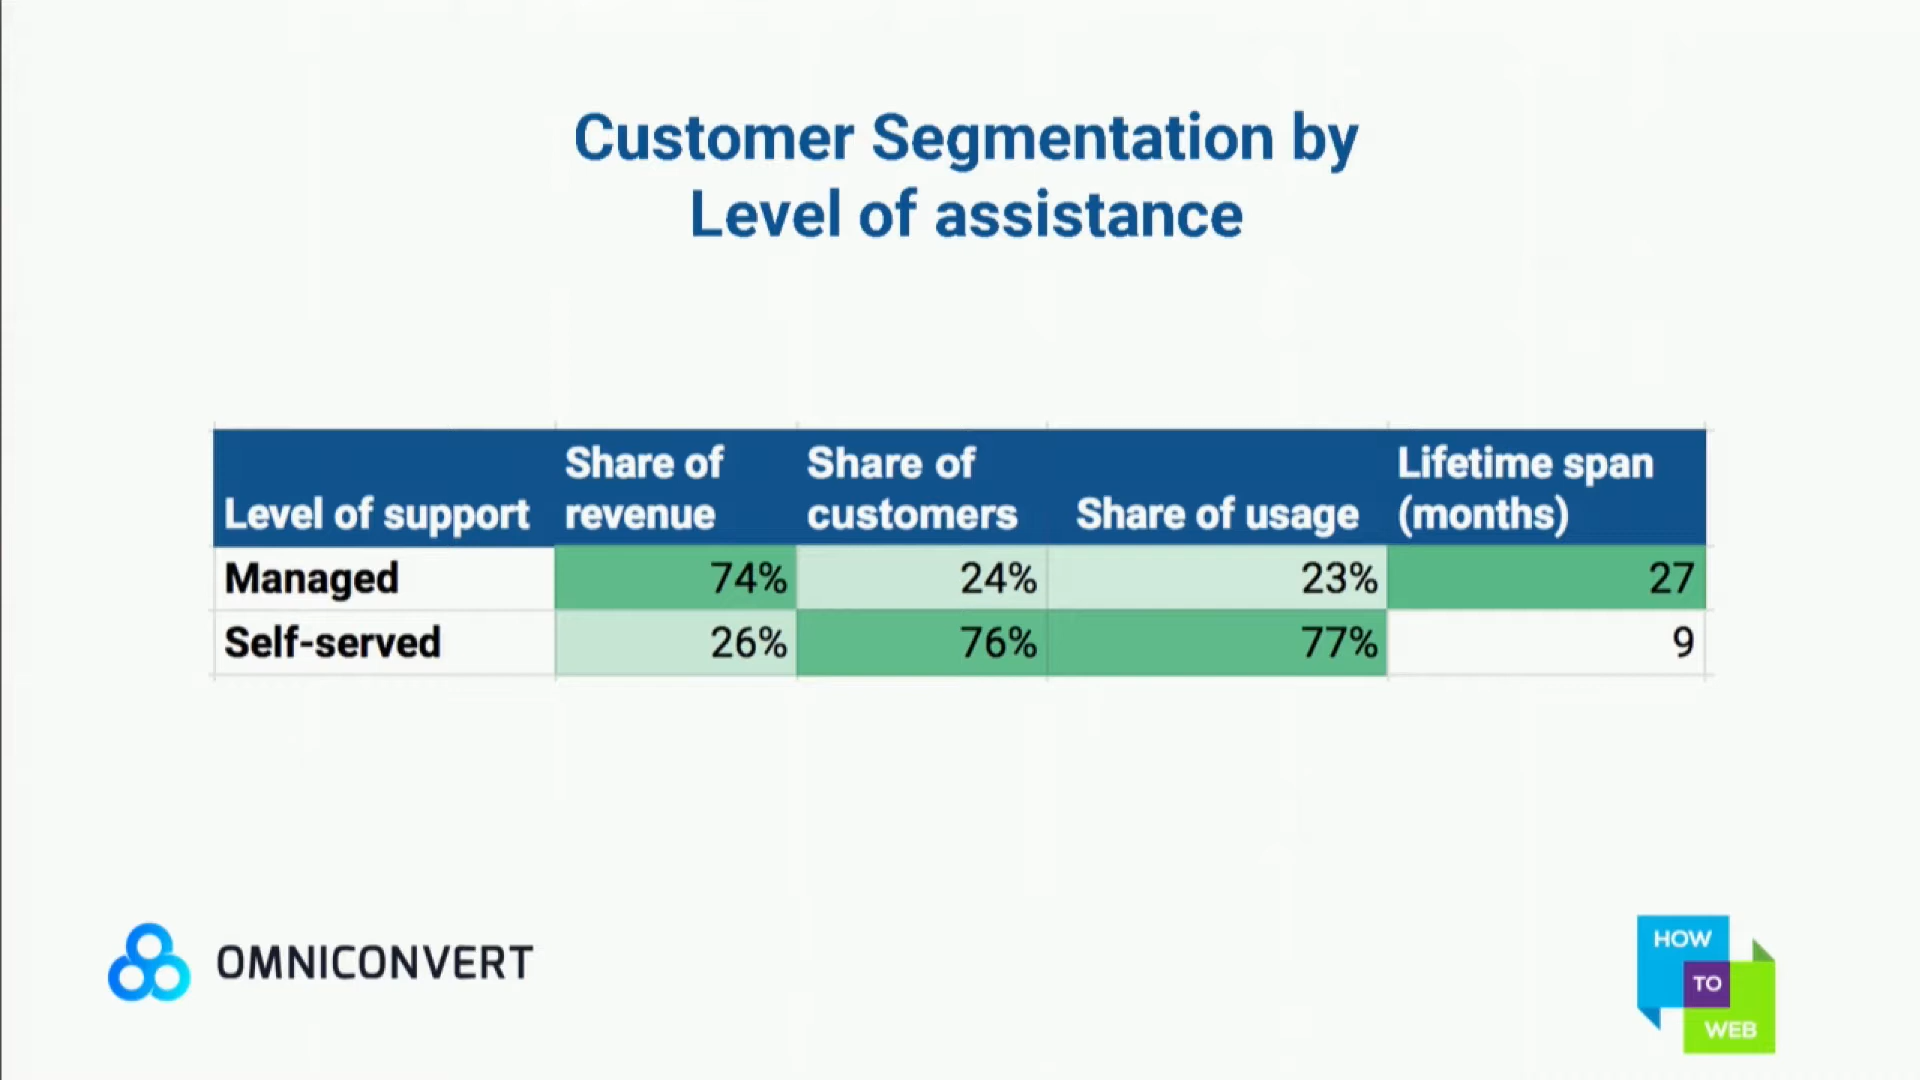 Customer Segmentation by
Level of assistance
Level of support Share of revenue Share of customers Share of usage Lifetime span (months)
Managed 74% 24% 23% 27
Self-served 26% 76% 77% 9
OMNICONVERT
HOW
TO
WEB